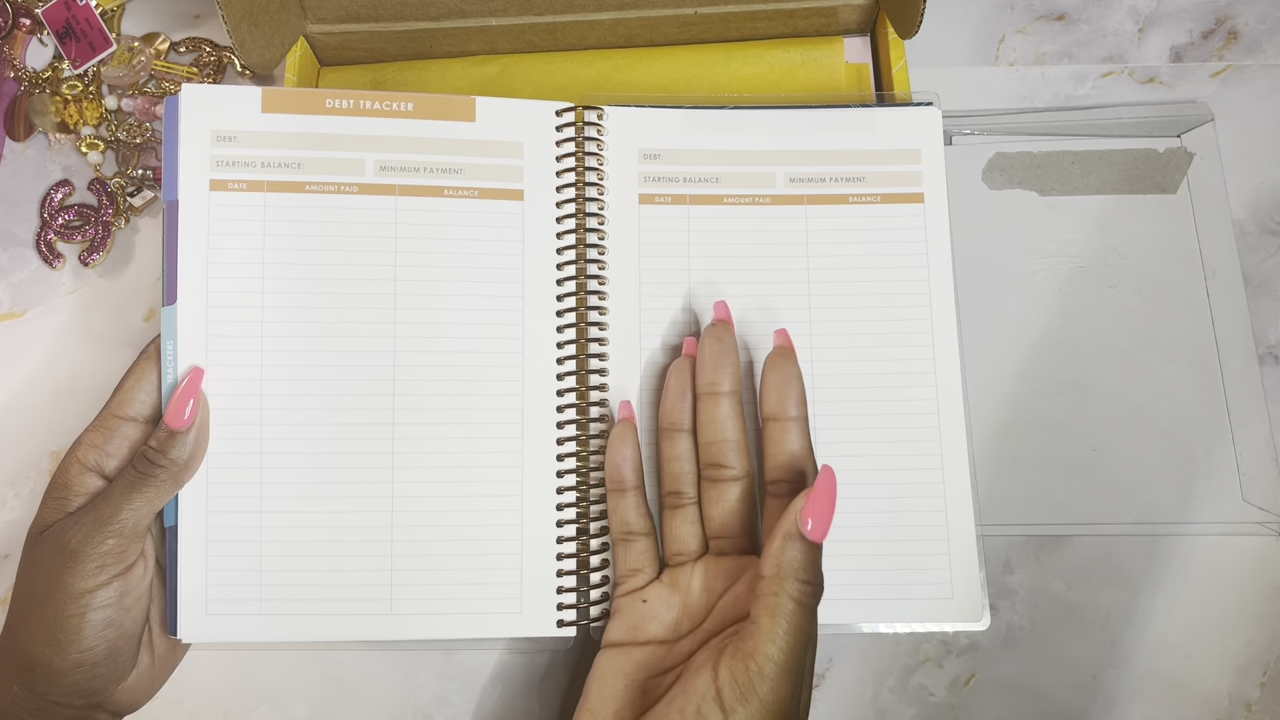 DEBT TRACKER
DEBT:
STARTING BALANCE: MINIMUM PAYMENT:
DATE AMOUNT PAID BALANCE
TRACKERS
DEBT:
STARTING BALANCE: MINIMUM PAYMENT:
DATE AMOUNT PAID BALANCE